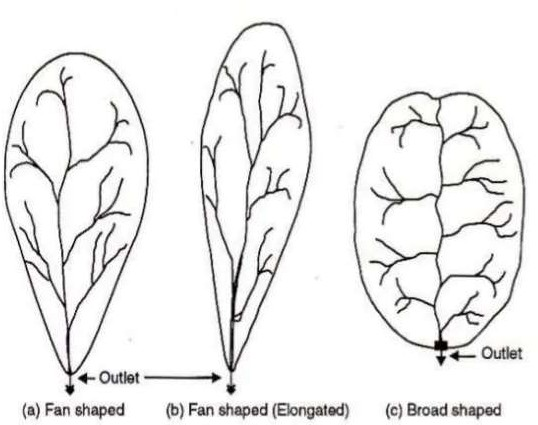 Outlet
Outlet
(a) Fan shaped
(b) Fan shaped (Elongated)
(c) Broad shaped